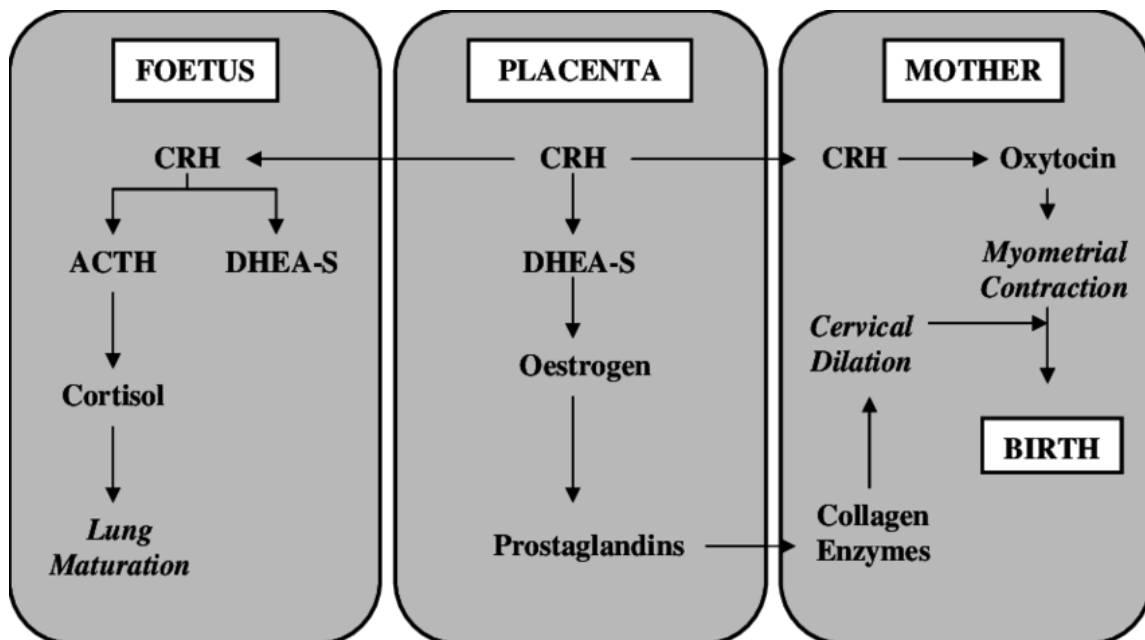 FOETUS
CRH
ACTH
DHEA-S
Cortisol
Lung
Maturation
PLACENTA
CRH
DHEA-S
Oestrogen
Prostaglandins
MOTHER
CRH
Oxytocin
Myometrial
Contraction
Cervical
Dilation
BIRTH
Collagen
Enzymes